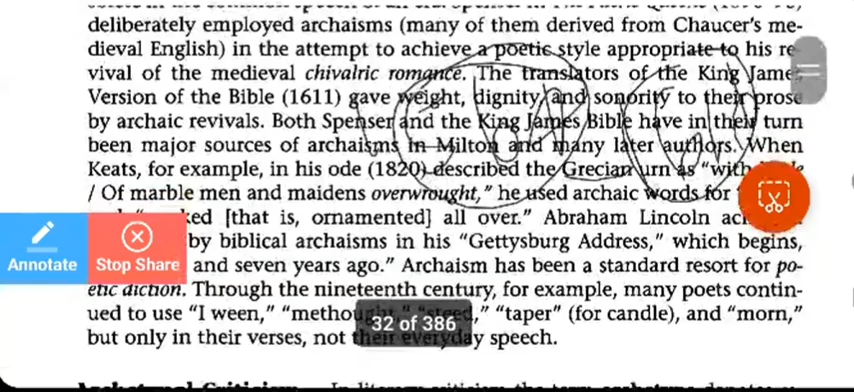 deliberately employed archaisms (many of them derived from Chaucer's me-
dieval English) in the attempt to achieve a poetic style appropriate to his re
vival of the medieval chivalric romance. The translators of the King James
Version of the Bible (1611) gave weight, dignity, and sonority to their prose
by archaic revivals. Both Spenser and the King James Bible have in their turn
been major sources of archaisms in Milton and many later authors. When
Keats, for example, in his ode (1820) described the Grecian urn as "with
/ Of marble men and maidens overwrought," he used archaic words for
[that is, ornamented] all over." Abraham Lincoln
by biblical archaisms in his "Gettysburg Address," which begins,
and seven years ago." Archaism has been a standard resort for po-
etic diction. Through the nineteenth century, for example, many poets contin-
ued to use "I ween," "methought," "steed," "taper" (for candle), and "morn,"
but only in their verses, not their everyday speech.
Annotate
Stop Share
32 of 386